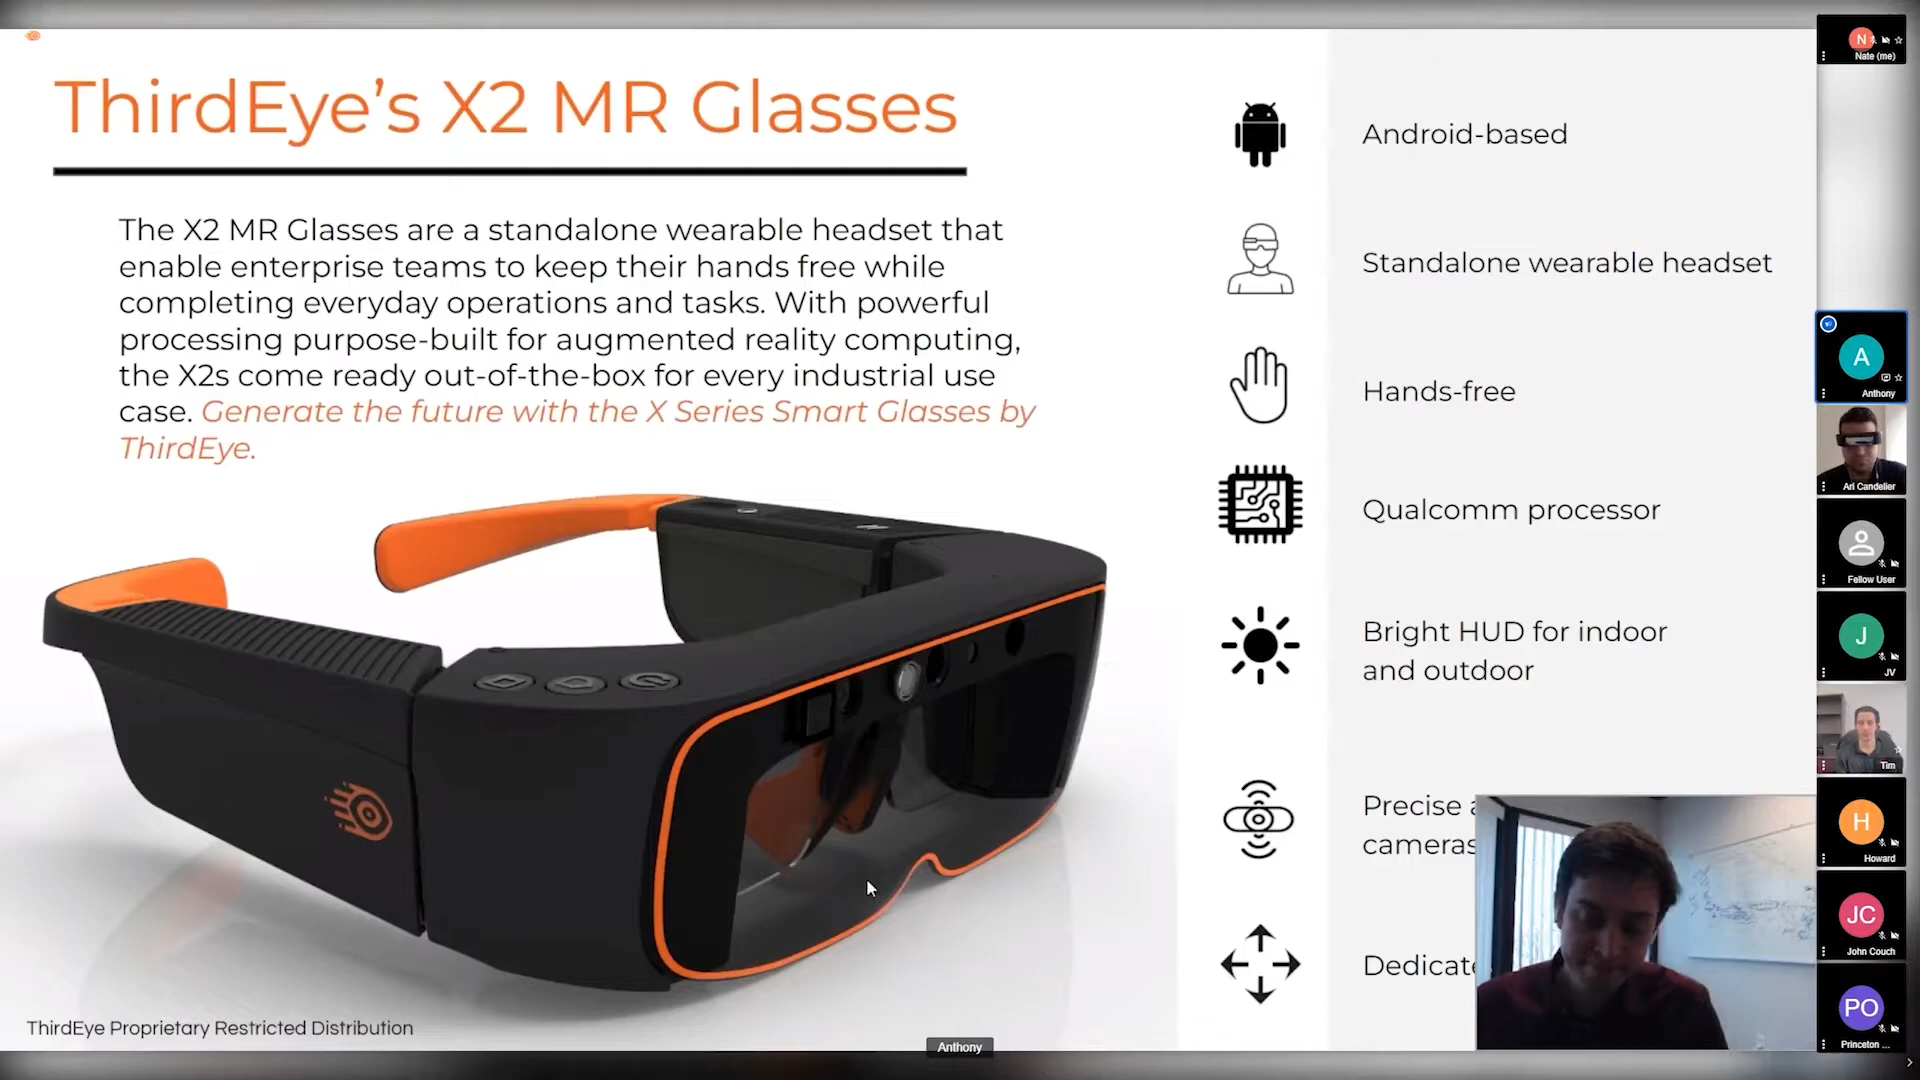 ThirdEye's X2 MR Glasses
The X2 MR Glasses are a standalone wearable headset that
enable enterprise teams to keep their hands free while
completing everyday operations and tasks. With powerful
processing purpose-built for augmented reality computing,
the X2s come ready out-of-the-box for every industrial use
case. Generate the future with the X Series Smart Glasses by
ThirdEye.
ThirdEye Proprietary Restricted Distribution
Android-based
Standalone wearable headset
Hands-free
Qualcomm processor
Bright HUD for indoor
and outdoor
Precise
cameras
Anthony
N
Nate (me)
A
Anthony
Ari Candelier
Fellow User
J
JV
Tim
H
Howard
JC
John Couch
PO
Princeton ...